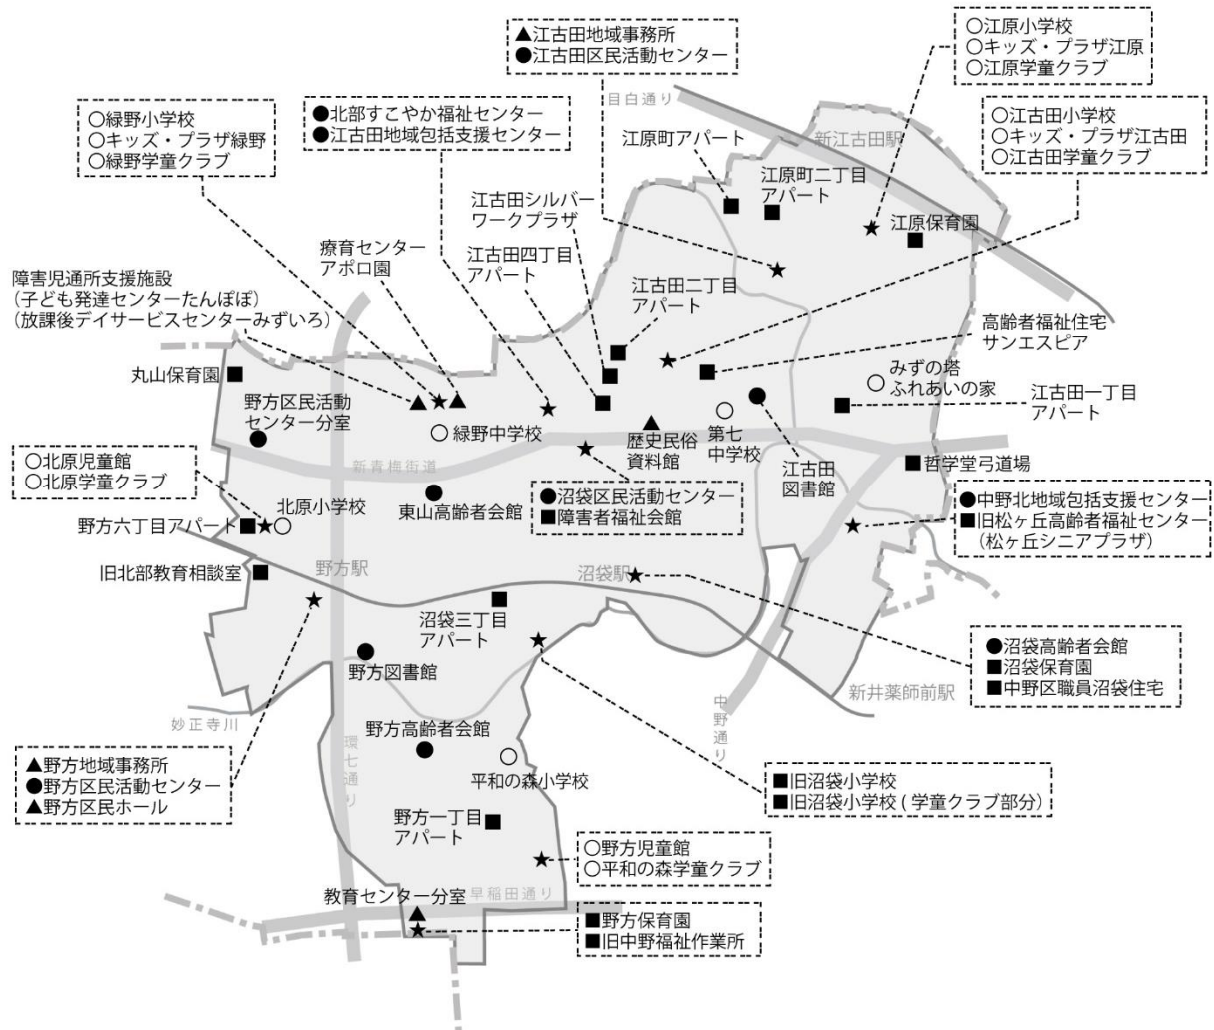 ▲江古田地域事務所
●江古田区民活動センター
○江原小学校
○キッズ・プラザ江原
○江原学童クラブ
目白通り
●北部すこやか福祉センター
●江古田地域包括支援センター
○緑野小学校
○キッズ・プラザ緑野
○緑野学童クラブ
○江古田小学校
○キッズ・プラザ江古田
○江古田学童クラブ
江原町アパート
新江古田駅
江原町二丁目
アパート
江原保育園
江古田シルバー
ワークプラザ
療育センター
アポロ園
江古田四丁目
アパート
江古田二丁目
アパート
障害児通所支援施設
(子ども発達センターたんぽぽ)
(放課後デイサービスセンターみずいろ)
高齢者福祉住宅
サンエスピア
丸山保育園
みずの塔
ふれあいの家
江古田一丁目
アパート
野方区民活動
センター分室
緑野中学校
歴史民俗
資料館
第七
中学校
江古田
図書館
新青梅街道
哲学堂弓道場
○北原児童館
○北原学童クラブ
北原小学校
東山高齢者会館
●沼袋区民活動センター
■障害者福祉会館
●中野北地域包括支援センター
■旧松ヶ丘高齢者福祉センター
(松ヶ丘シニアプラザ)
野方六丁目アパート
旧北部教育相談室
野方駅
沼袋駅
沼袋三丁目
アパート
野方図書館
●沼袋高齢者会館
■沼袋保育園
■中野区職員沼袋住宅
新井薬師前駅
中野通り
妙正寺川
環七通り
野方高齢者会館
平和の森小学校
▲野方地域事務所
●野方区民活動センター
▲野方区民ホール
■旧沼袋小学校
■旧沼袋小学校(学童クラブ部分)
野方一丁目
アパート
○野方児童館
○平和の森学童クラブ
教育センター分室
早稲田通り
■野方保育園
■旧中野福祉作業所